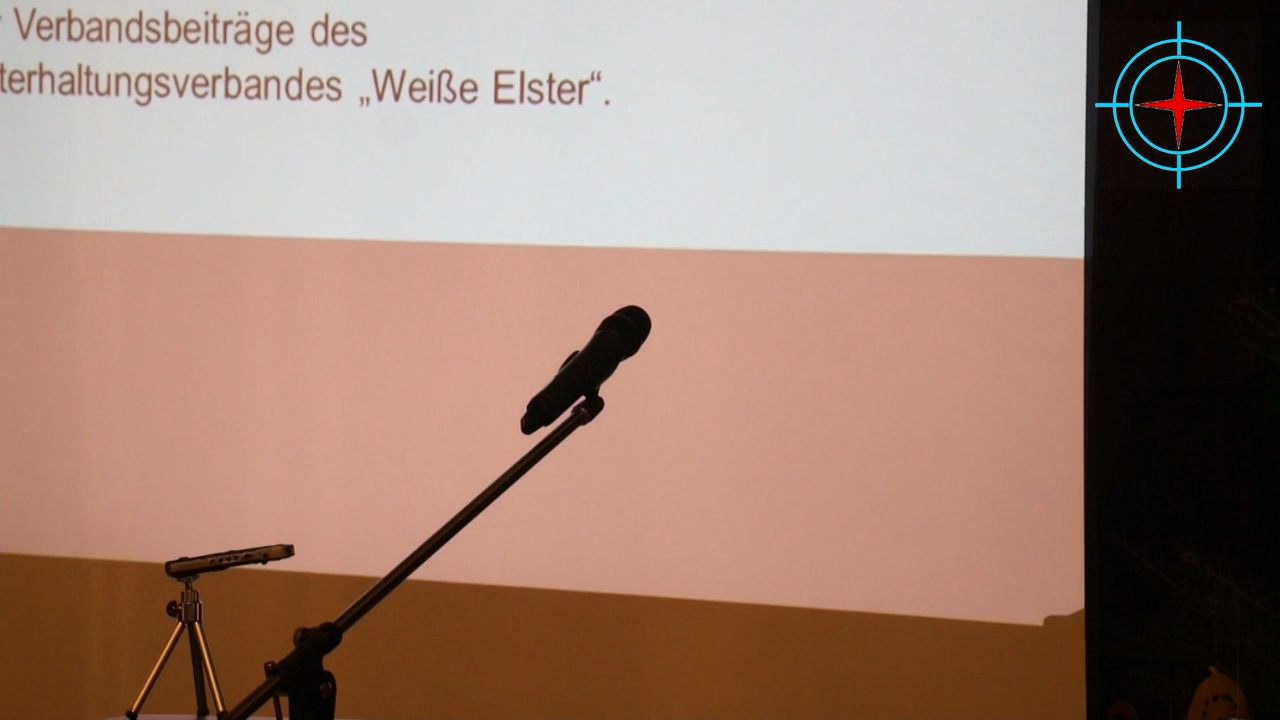 Verbandsbeiträge des
terhaltungsverbandes „Weiße Elster“.